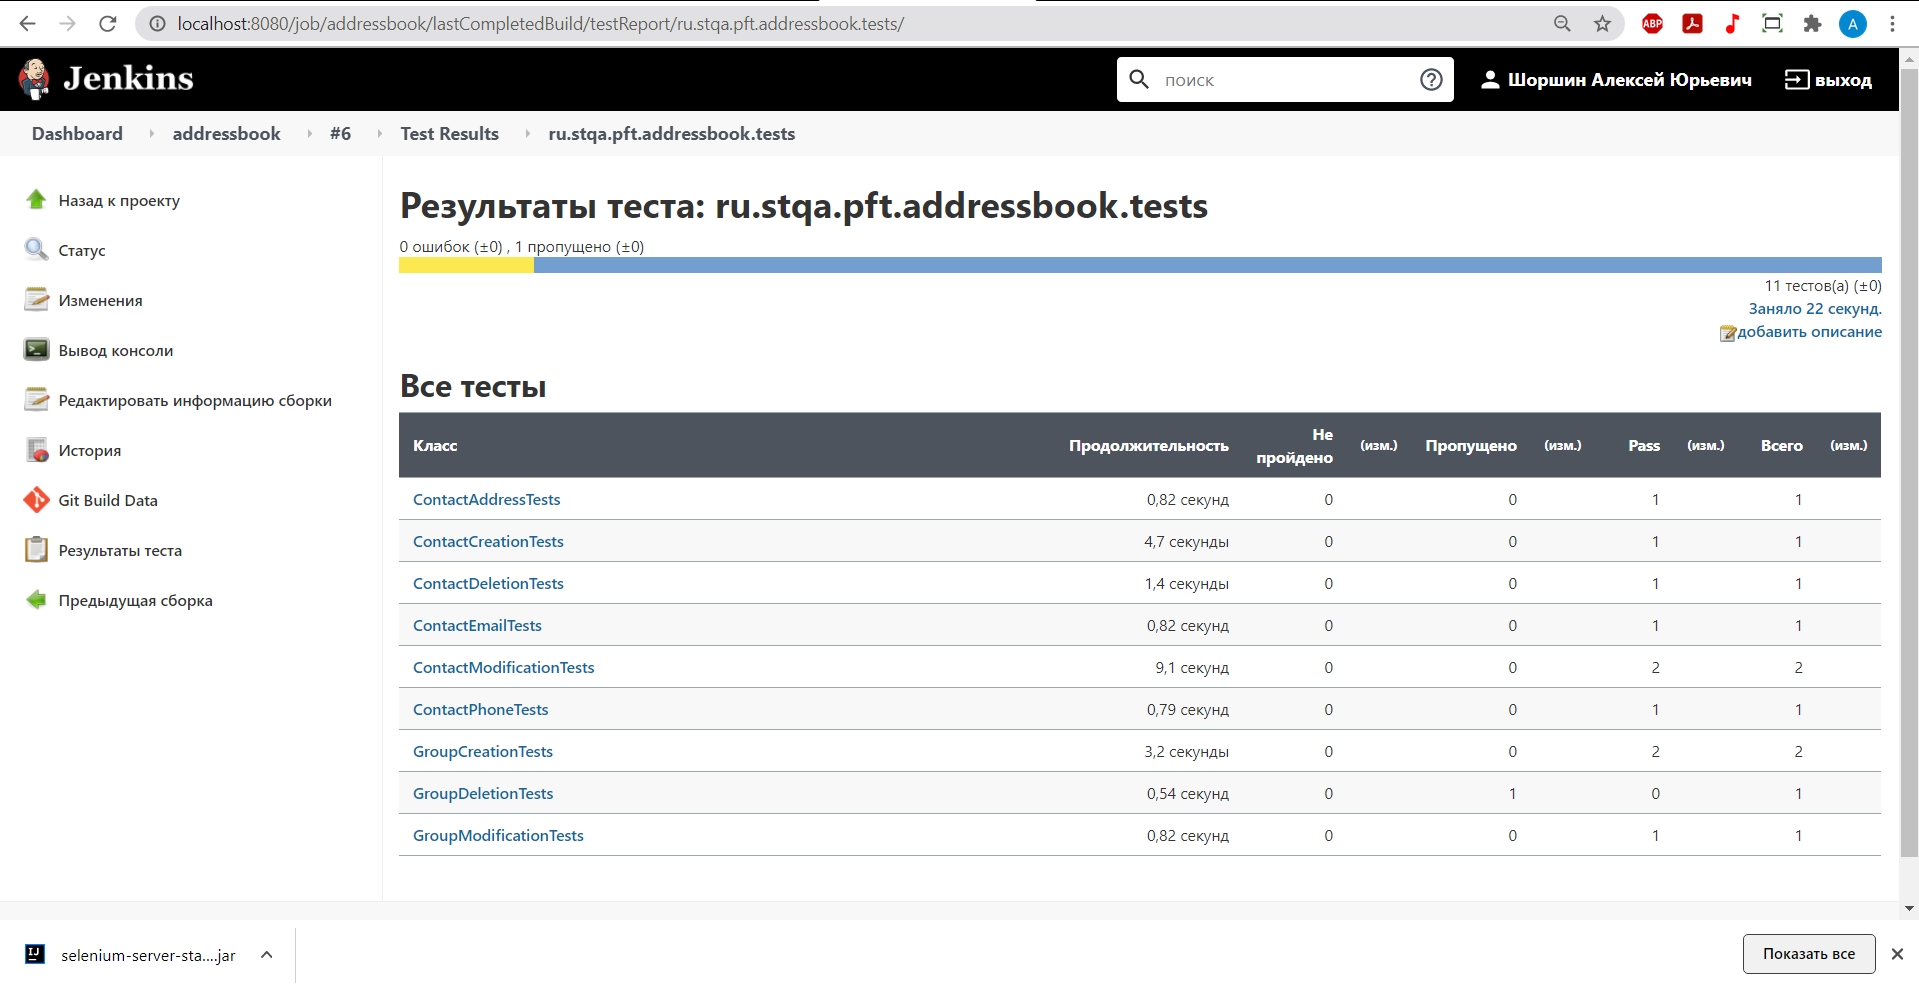 localhost:8080/job/addressbook/lastCompletedBuild/testReport/ru.stqa.pft.addressbook.tests/
ABP
A
Jenkins
поиск
Шоршин Алексей Юрьевич
выход
Dashboard addressbook #6 Test Results ru.stqa.pft.addressbook.tests
Назад к проекту
Статус
Изменения
Вывод консоли
Редактировать информацию сборки
История
Git Build Data
Результаты теста
Предыдущая сборка
Результаты теста: ru.stqa.pft.addressbook.tests
0 ошибок (±0) , 1 пропущено (±0)
11 тестов(а) (±0)
Заняло 22 секунд.
добавить описание
Все тесты
Класс Продолжительность Не пройдено (изм.) Пропущено (изм.) Pass (изм.) Всего (изм.)
ContactAddressTests 0,82 секунд 0 0 1 1
ContactCreationTests 4,7 секунды 0 0 1 1
ContactDeletionTests 1,4 секунды 0 0 1 1
ContactEmailTests 0,82 секунд 0 0 1 1
ContactModificationTests 9,1 секунд 0 0 2 2
ContactPhoneTests 0,79 секунд 0 0 1 1
GroupCreationTests 3,2 секунды 0 0 2 2
GroupDeletionTests 0,54 секунд 0 1 0 1
GroupModificationTests 0,82 секунд 0 0 1 1
IJ
selenium-server-sta....jar
Показать все